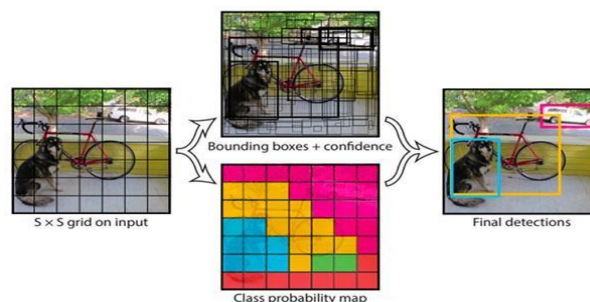 Bounding boxes + confidence
S × S grid on input
Final detections
Class probability map